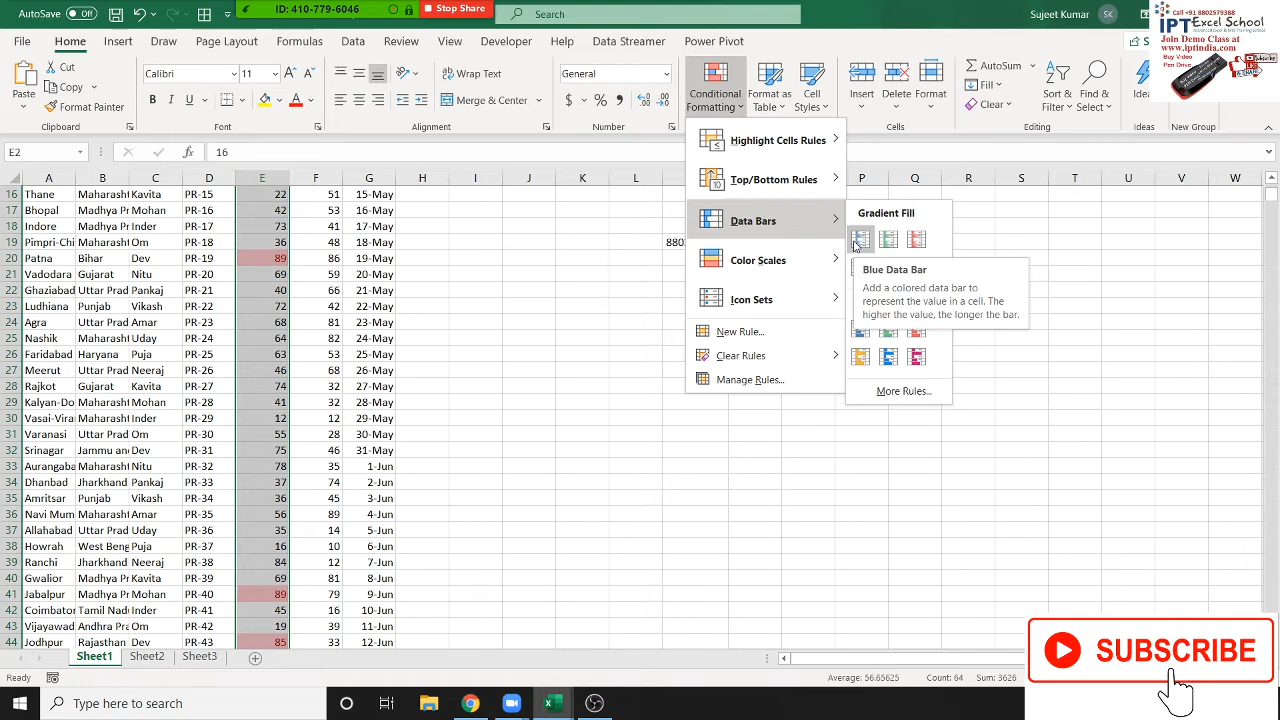 AutoSave Off
ID: 410-779-6046
Stop Share
Search
Sujeet Kumar
SK
Call +91 8802579388
IPT Excel School
Advanced Excel & MIS Training School
Join Demo Class at
www.iptindia.com
Buy Video
Pen Drive
File Home Insert Draw Page Layout Formulas Data Review View Developer Help Data Streamer Power Pivot
Paste
Cut
Copy
Format Painter
Clipboard
Calibri 11
B I U
Font
Wrap Text
Merge & Center
Alignment
General
Number
Conditional Formatting
Format as Table
Cell Styles
Insert Delete Format
Cells
AutoSum
Fill
Clear
Sort & Filter
Find & Select
Editing
Ideas
New Group
E2
fx 16
A B C D E F G H I J K L P Q R S T U V W
16 Thane Maharasht Kavita PR-15 22 51 15-May
17 Bhopal Madhya Pr Mohan PR-16 42 53 16-May
18 Indore Madhya Pr Inder PR-17 73 41 17-May
19 Pimpri-Chi Maharasht Kavita PR-18 36 48 18-May 880
20 Patna Bihar Dev PR-19 89 86 19-May
21 Vadodara Gujarat Nitu PR-20 69 59 20-May
22 Ghaziabad Uttar Prad Pankaj PR-21 40 56 21-May
23 Ludhiana Punjab Vikash PR-22 72 42 22-May
24 Agra Uttar Prad Amar PR-23 68 81 23-May
25 Nashik Maharasht Uday PR-24 82 58 24-May
26 Faridabad Haryana Puja PR-25 63 53 25-May
27 Meerut Uttar Prad Neeraj PR-26 46 68 26-May
28 Rajkot Gujarat Kavita PR-27 74 32 27-May
29 Kalyan-Do Maharasht Mohan PR-28 41 32 28-May
30 Vasai-Vira Maharasht Inder PR-29 12 12 29-May
31 Varanasi Uttar Prad Om PR-30 55 28 30-May
32 Srinagar Jammu an Dev PR-31 75 46 31-May
33 Aurangaba Maharasht Nitu PR-32 78 35 1-Jun
34 Dhanbad Jharkhand Pankaj PR-33 37 74 2-Jun
35 Amritsar Punjab Vikash PR-34 36 45 3-Jun
36 Navi Mum Maharasht Amar PR-35 56 89 4-Jun
37 Allahabad Uttar Prad Uday PR-36 35 14 5-Jun
38 Howrah West Beng Puja PR-37 16 10 6-Jun
39 Ranchi Jharkhand Neeraj PR-38 84 12 7-Jun
40 Gwalior Madhya Pr Kavita PR-39 69 81 8-Jun
41 Jabalpur Madhya Pr Mohan PR-40 89 79 9-Jun
42 Coimbator Tamil Nadu Inder PR-41 45 16 10-Jun
43 Vijayawad Andhra Pra Om PR-42 19 39 11-Jun
44 Jodhpur Rajasthan Dev PR-43 85 33 12-Jun
Highlight Cells Rules
Top/Bottom Rules
Data Bars
Color Scales
Icon Sets
New Rule...
Clear Rules
Manage Rules...
Gradient Fill
Blue Data Bar
Add a colored data bar to
represent the value in a cell. The
higher the value, the longer the bar.
More Rules...
SUBSCRIBE
Sheet1 Sheet2 Sheet3
Ready
Average: 56.65625 Count: 64 Sum: 3626
Type here to search